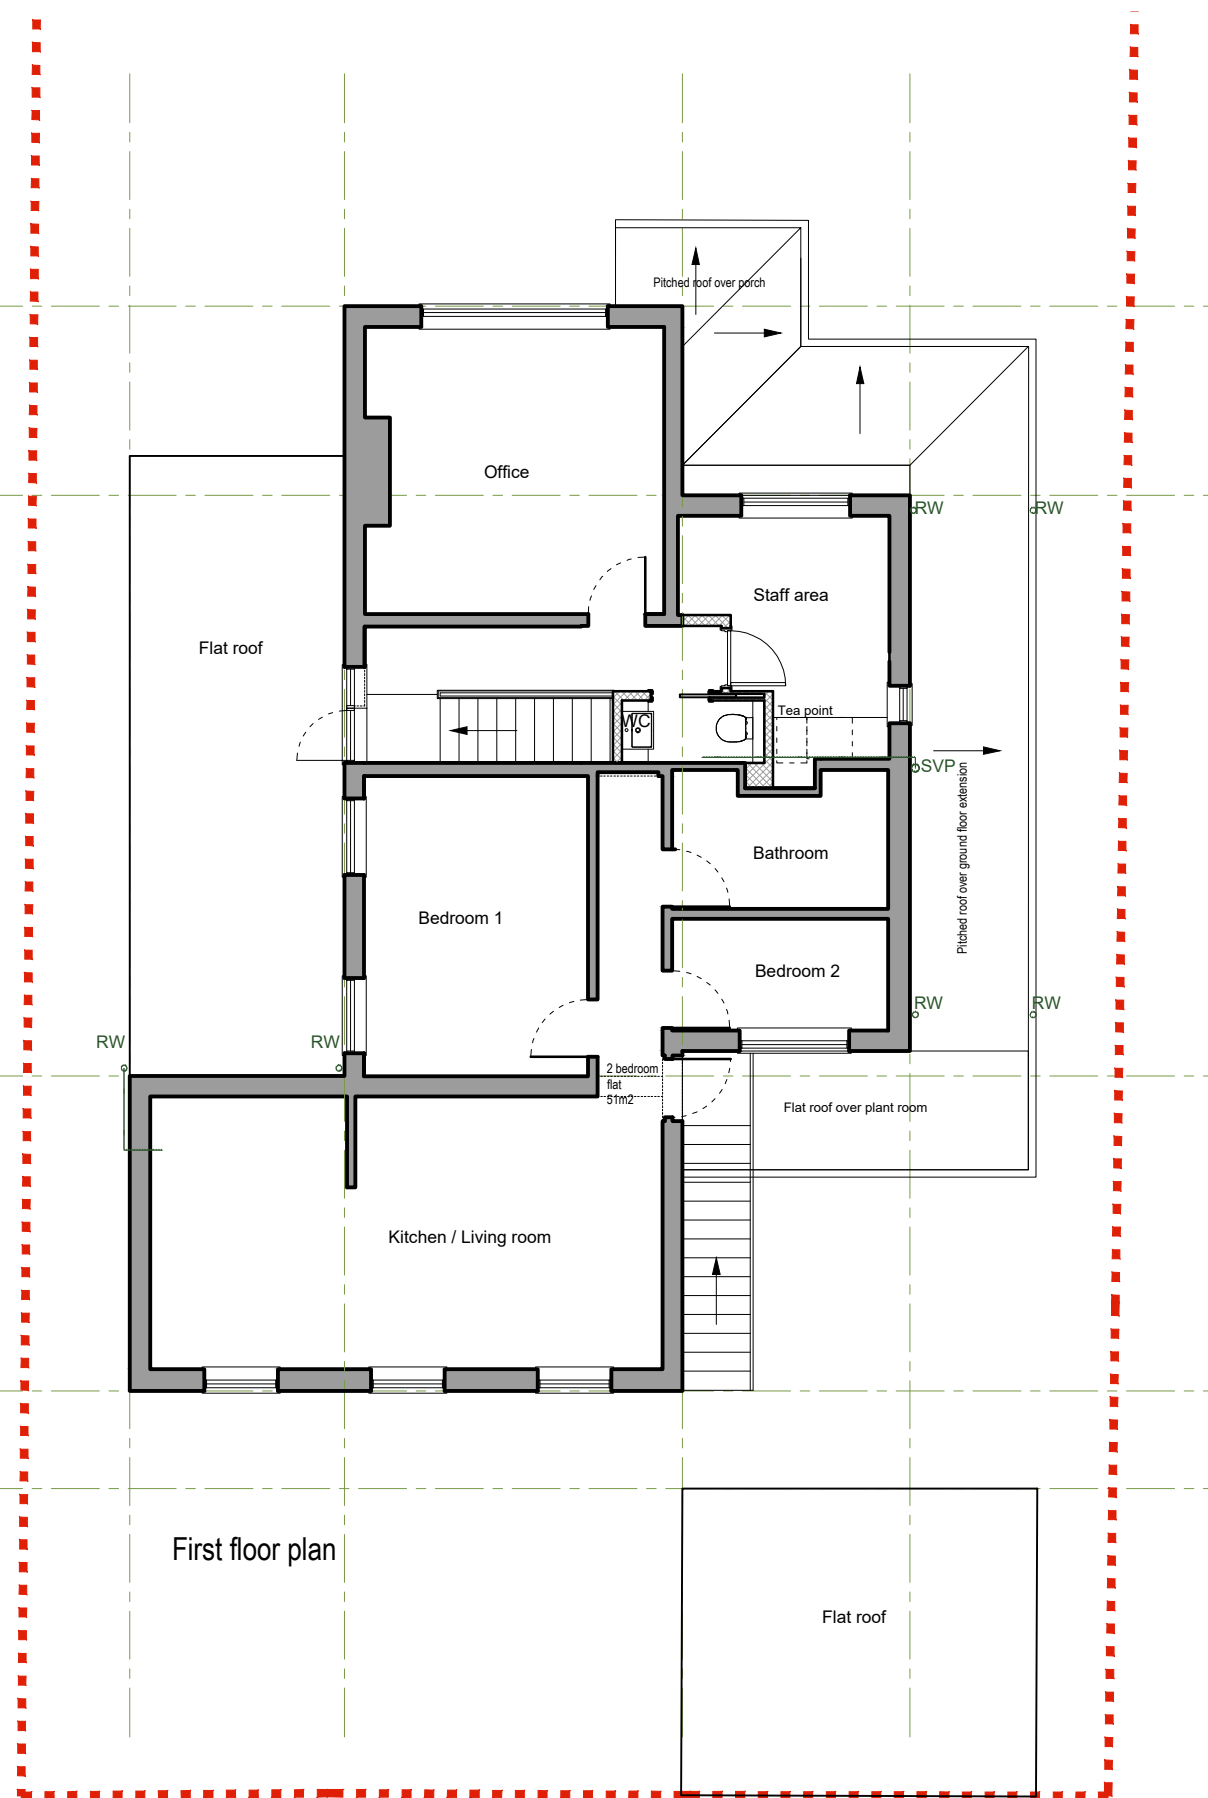 Pitched roof over porch
Office
RW
RW
Staff area
Flat roof
Tea point
WC
SVP
Pitched roof over ground floor extension
Bathroom
Bedroom 1
Bedroom 2
RW
RW
RW
RW
2 bedroom
flat
51m2
Flat roof over plant room
Kitchen / Living room
First floor plan
Flat roof